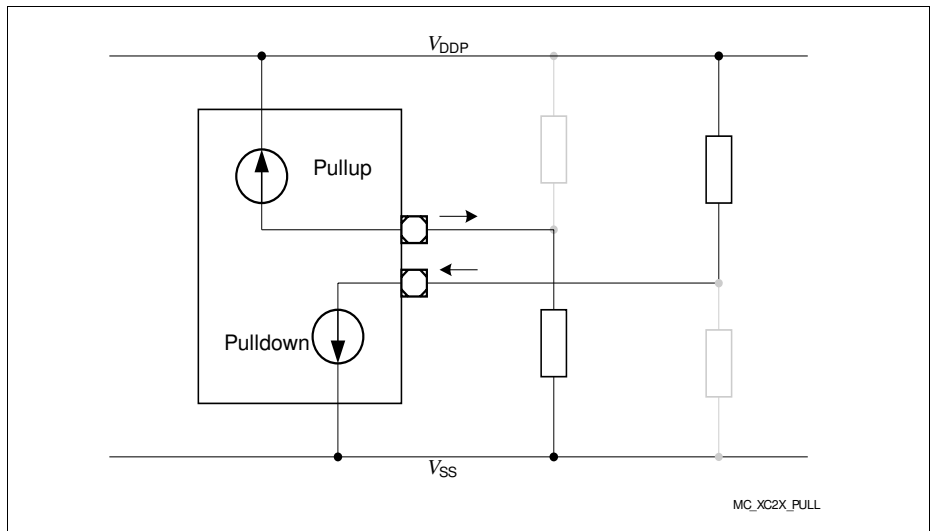 VDDP
Pullup
Pulldown
VSS
MC_XC2X_PULL